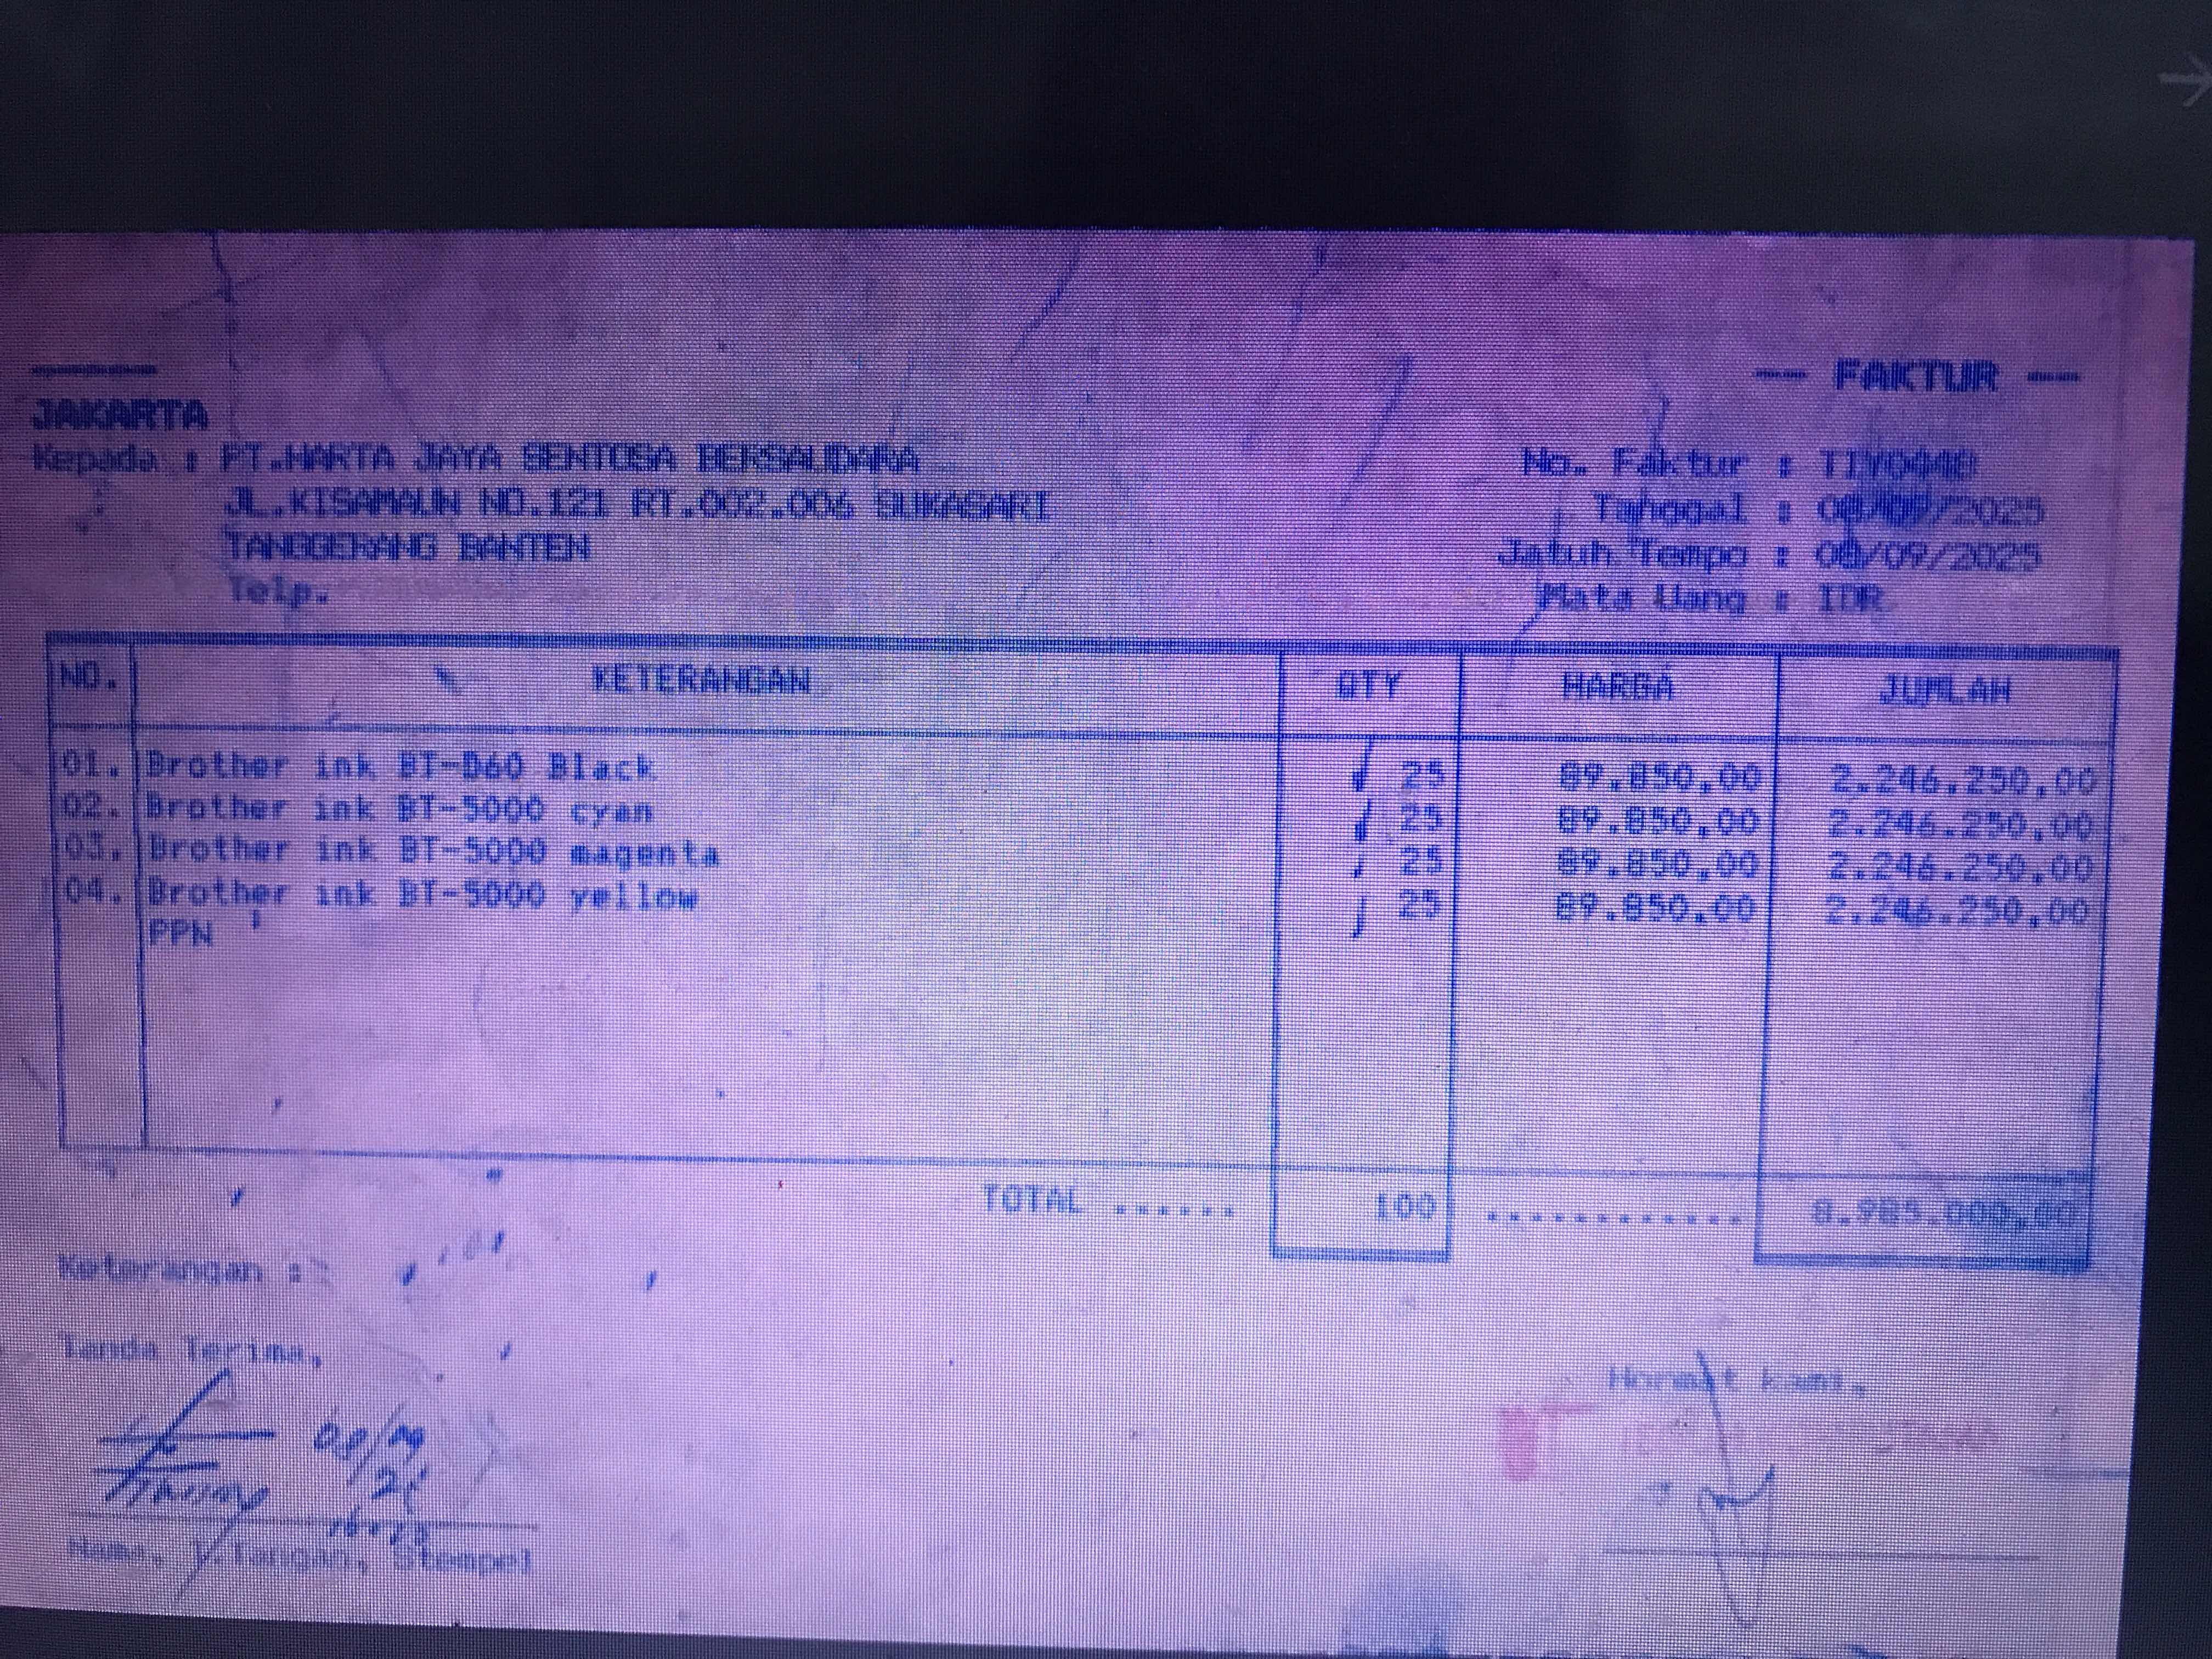 -- FAKTUR --
JAKARTA
Kepada : PT.HARTA JAYA SENTOSA BERSAUDARA
No. Faktur :
JL.KISAMAUN NO.121 RT.002.006 SUKASARI
Tanggal : /2025
TANGGERANG BANTEN
Jatuh Tempo : /09/2025
Telp.
Mata Uang : IDR
NO. KETERANGAN QTY HARGA JUMLAH
01. Brother ink BT-D60 Black 25 89.850,00 2.246.250,00
02. Brother ink BT-5000 cyan 25 89.850,00 2.246.250,00
03. Brother ink BT-5000 magenta 25 89.850,00 2.246.250,00
04. Brother ink BT-5000 yellow 25 89.850,00 2.246.250,00
PPN
TOTAL ...... 100 ............ 8.985.000,00
Keterangan :
Tanda Terima,
Hormat kami,
Nama, T.Tangan, Stempel